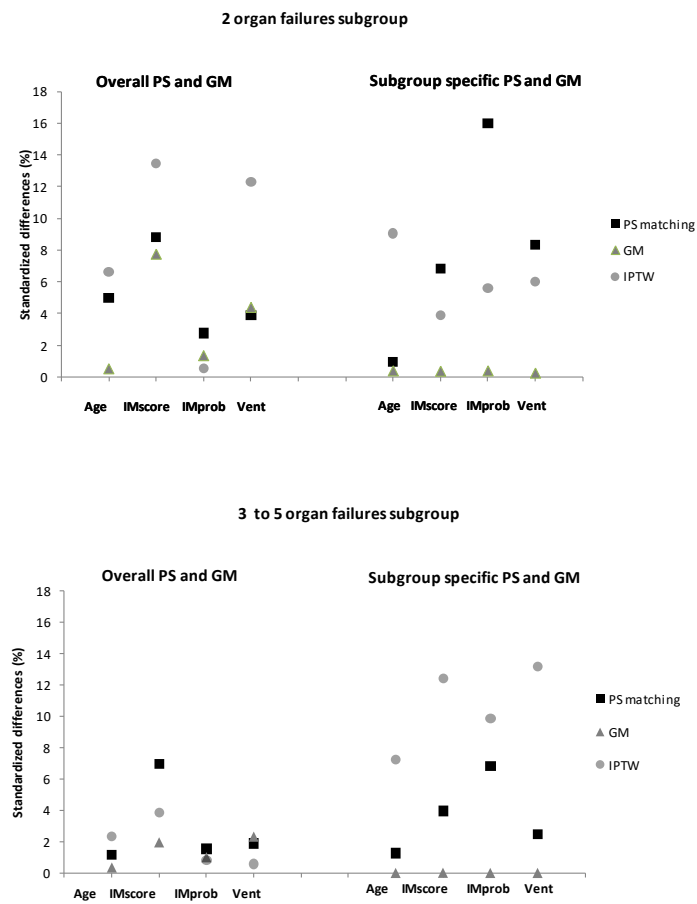 2 organ failures subgroup
Overall PS and GM
Subgroup specific PS and GM
Standardized differences (%)
18
16
14
12
10
8
6
4
2
0
Age IMscore IMprob Vent
Age IMscore IMprob Vent
PS matching
GM
IPTW
3 to 5 organ failures subgroup
Overall PS and GM
Subgroup specific PS and GM
Standardized differences (%)
18
16
14
12
10
8
6
4
2
0
Age IMscore IMprob Vent
Age IMscore IMprob Vent
PS matching
GM
IPTW